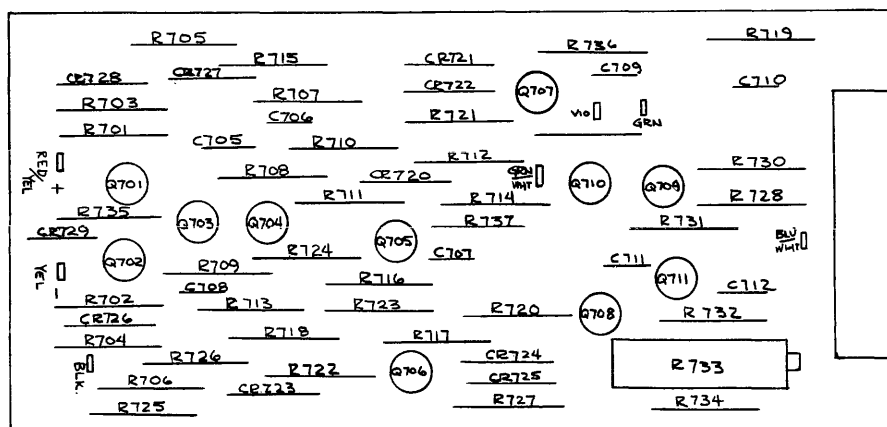 R705
R736
R719
R715
CR721
CR727
C709
CR728
CR722
C710
R707
Q707
R703
VIO
GRN
C706
R721
R701
C705
R710
RED/YEL
+
R712
R708
GRN/WHT
R730
CR720
Q701
Q710
Q709
R711
R714
R728
R735
Q703
Q704
R737
R731
CR729
Q705
BLU/WHT
Q702
R724
C707
YEL
-
R709
C711
Q711
R716
C708
C712
R702
R713
R723
R720
Q708
R732
CR726
R718
R717
R704
BLK.
R726
CR724
R733
R722
Q706
R706
CR723
CR725
R725
R727
R734